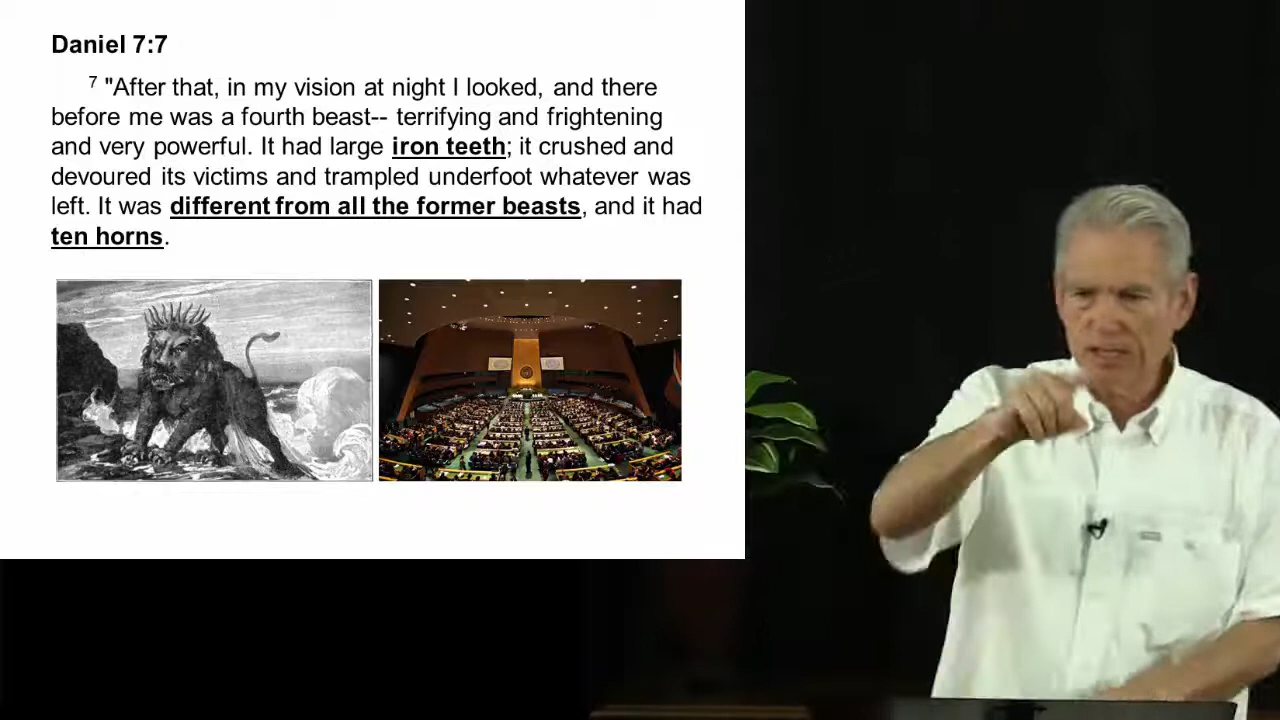 Daniel 7:7
7 "After that, in my vision at night I looked, and there
before me was a fourth beast-- terrifying and frightening
and very powerful. It had large iron teeth; it crushed and
devoured its victims and trampled underfoot whatever was
left. It was different from all the former beasts, and it had
ten horns.